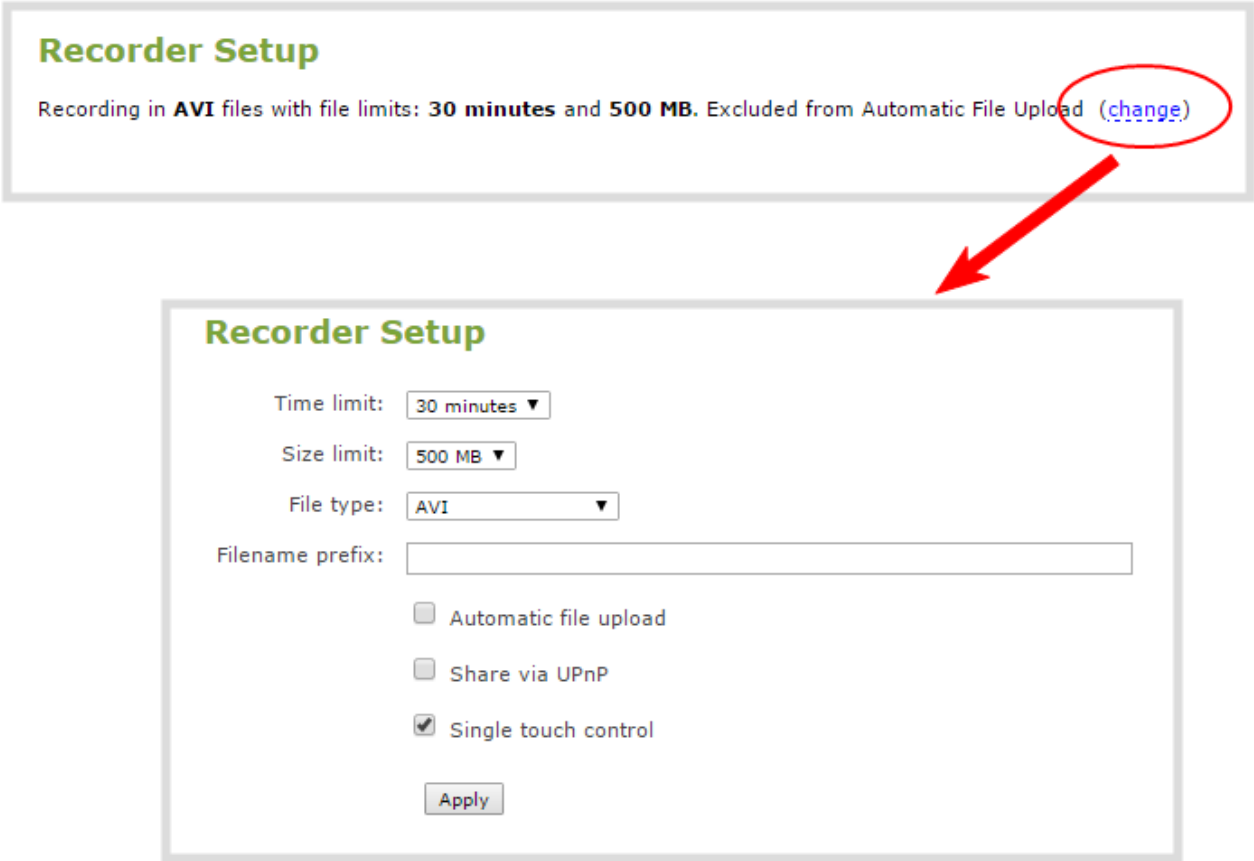 Recorder Setup
Recording in AVI files with file limits: 30 minutes and 500 MB. Excluded from Automatic File Upload (change)
Recorder Setup
Time limit: 30 minutes
Size limit: 500 MB
File type: AVI
Filename prefix:
Automatic file upload
Share via UPnP
Single touch control
Apply